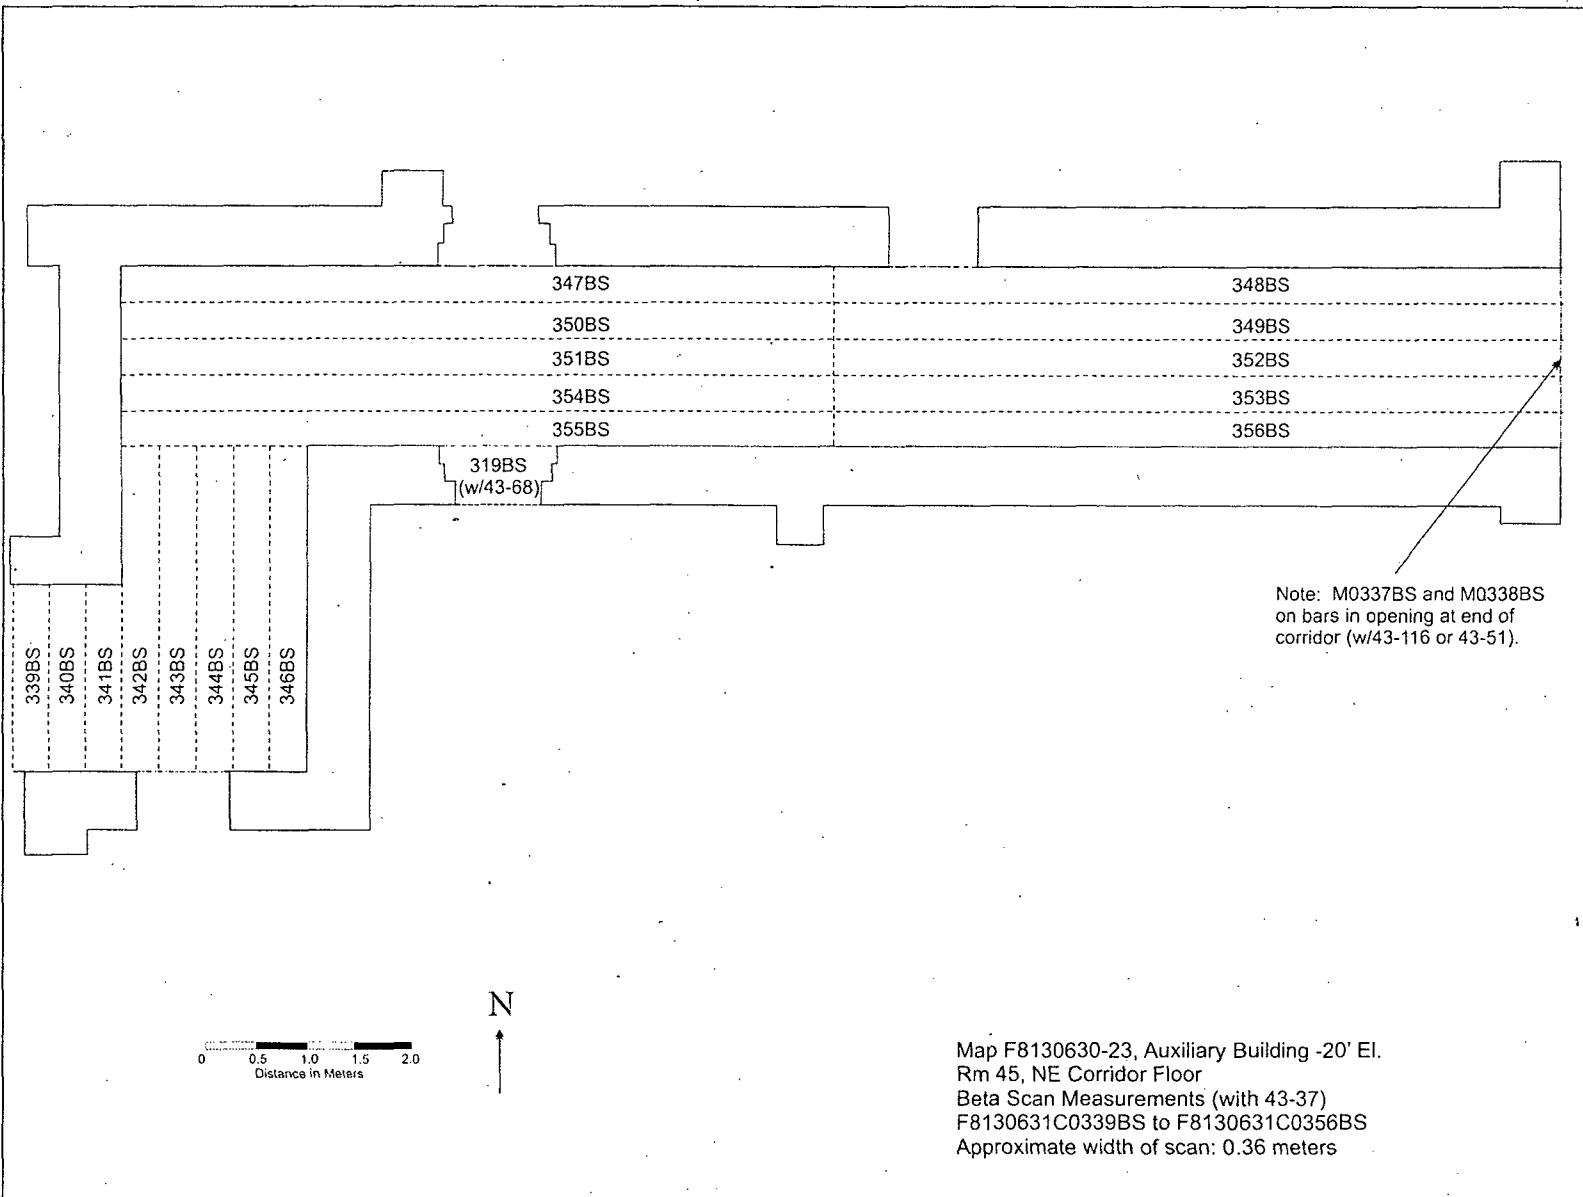 347BS
348BS
350BS
349BS
351BS
352BS
354BS
353BS
355BS
356BS
319BS
(w/43-68)
Note: M0337BS and M0338BS
on bars in opening at end of
corridor (w/43-116 or 43-51).
339BS
340BS
341BS
342BS
343BS
344BS
345BS
346BS
N
0 0.5 1.0 1.5 2.0
Distance in Meters
Map F8130630-23, Auxiliary Building -20' El.
Rm 45, NE Corridor Floor
Beta Scan Measurements (with 43-37)
F8130631C0339BS to F8130631C0356BS
Approximate width of scan: 0.36 meters